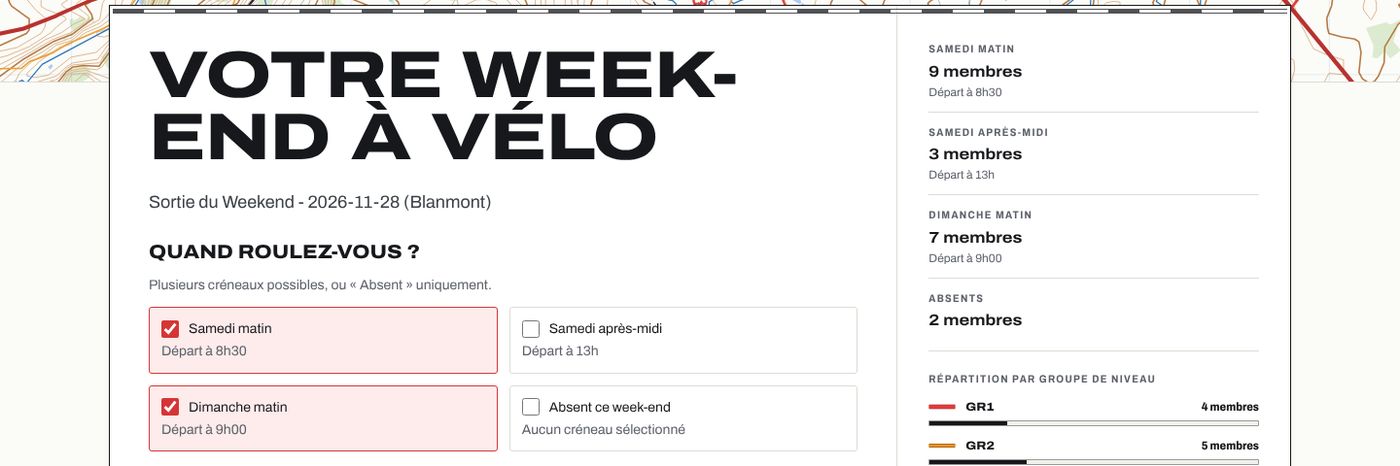 VOTRE WEEK-
END À VÉLO
Sortie du Weekend - 2026-11-28 (Blanmont)
QUAND ROULEZ-VOUS ?
Plusieurs créneaux possibles, ou « Absent » uniquement.
Samedi matin
Départ à 8h30
Samedi après-midi
Départ à 13h
Dimanche matin
Départ à 9h00
Absent ce week-end
Aucun créneau sélectionné
SAMEDI MATIN
9 membres
Départ à 8h30
SAMEDI APRÈS-MIDI
3 membres
Départ à 13h
DIMANCHE MATIN
7 membres
Départ à 9h00
ABSENTS
2 membres
RÉPARTITION PAR GROUPE DE NIVEAU
GR1 4 membres
GR2 5 membres